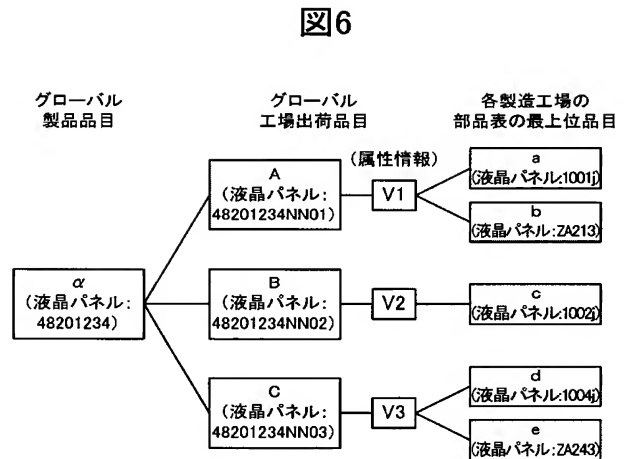 図6
グローバル
製品品目
グローバル
工場出荷品目
各製造工場の
部品表の最上位品目
(属性情報)
α
(液晶パネル:
48201234)
A
(液晶パネル:
48201234NN01)
V1
a
(液晶パネル:1001j)
b
(液晶パネル:ZA213)
B
(液晶パネル:
48201234NN02)
V2
c
(液晶パネル:1002j)
C
(液晶パネル:
48201234NN03)
V3
d
(液晶パネル:1004j)
e
(液晶パネル:ZA243)